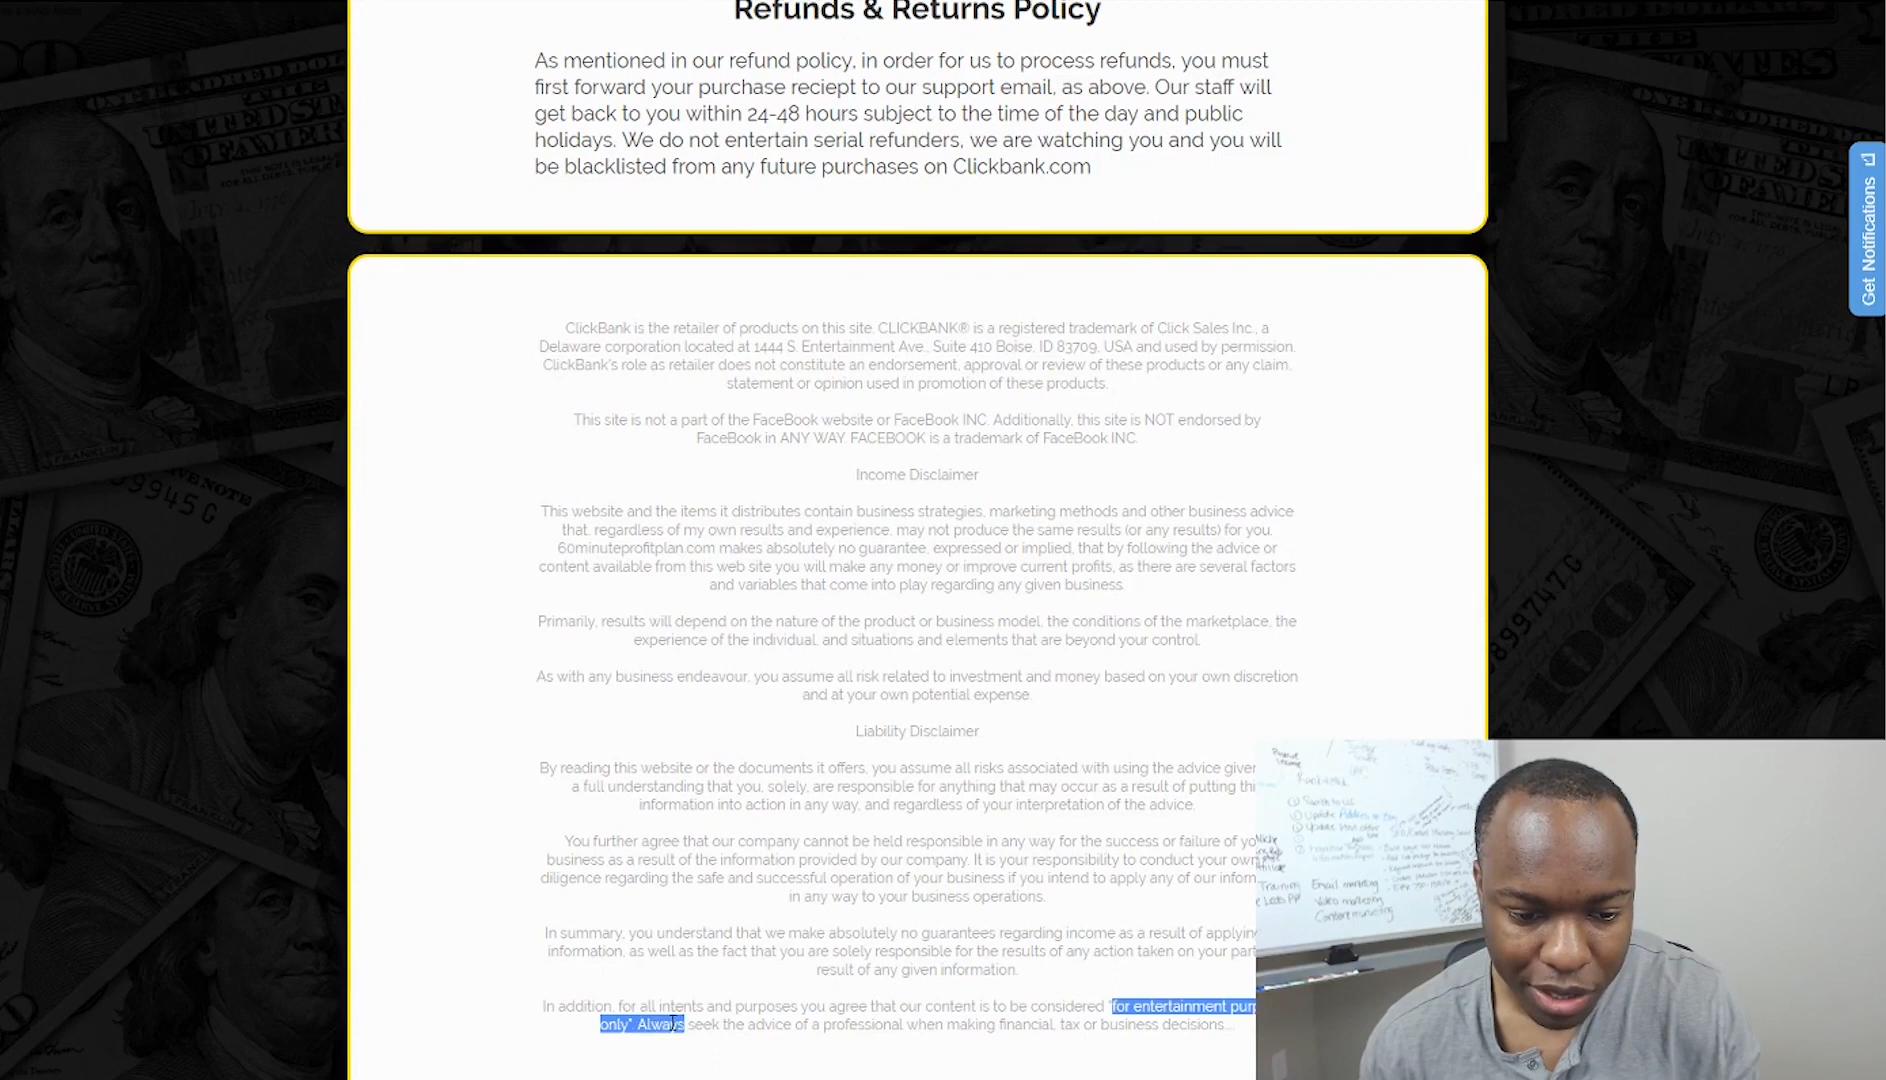 Refunds & Returns Policy
As mentioned in our refund policy, in order for us to process refunds, you must
first forward your purchase reciept to our support email, as above. Our staff will
get back to you within 24-48 hours subject to the time of the day and public
holidays. We do not entertain serial refunders, we are watching you and you will
be blacklisted from any future purchases on Clickbank.com
Get Notifications
ClickBank is the retailer of products on this site. CLICKBANK® is a registered trademark of Click Sales Inc., a
Delaware corporation located at 1444 S. Entertainment Ave., Suite 410 Boise, ID 83709, USA and used by permission.
ClickBank's role as retailer does not constitute an endorsement, approval or review of these products or any claim,
statement or opinion used in promotion of these products.
This site is not a part of the FaceBook website or FaceBook INC. Additionally, this site is NOT endorsed by
FaceBook in ANY WAY. FACEBOOK is a trademark of FaceBook INC.
Income Disclaimer
This website and the items it distributes contain business strategies, marketing methods and other business advice
that, regardless of my own results and experience, may not produce the same results (or any results) for you.
60minuteprofitplan.com makes absolutely no guarantee, expressed or implied, that by following the advice or
content available from this web site you will make any money or improve current profits, as there are several factors
and variables that come into play regarding any given business.
Primarily, results will depend on the nature of the product or business model, the conditions of the marketplace, the
experience of the individual, and situations and elements that are beyond your control.
As with any business endeavour, you assume all risk related to investment and money based on your own discretion
and at your own potential expense.
Liability Disclaimer
By reading this website or the documents it offers, you assume all risks associated with using the advice given
a full understanding that you, solely, are responsible for anything that may occur as a result of putting thi
information into action in any way, and regardless of your interpretation of the advice.
You further agree that our company cannot be held responsible in any way for the success or failure of yo
business as a result of the information provided by our company. It is your responsibility to conduct your own
diligence regarding the safe and successful operation of your business if you intend to apply any of our inform
in any way to your business operations.
In summary, you understand that we make absolutely no guarantees regarding income as a result of applyin
information, as well as the fact that you are solely responsible for the results of any action taken on your part
result of any given information.
In addition, for all intents and purposes you agree that our content is to be considered "for entertainment purp
only" Always seek the advice of a professional when making financial, tax or business decisions...
Training
Email marketing
Video marketing
Content marketing